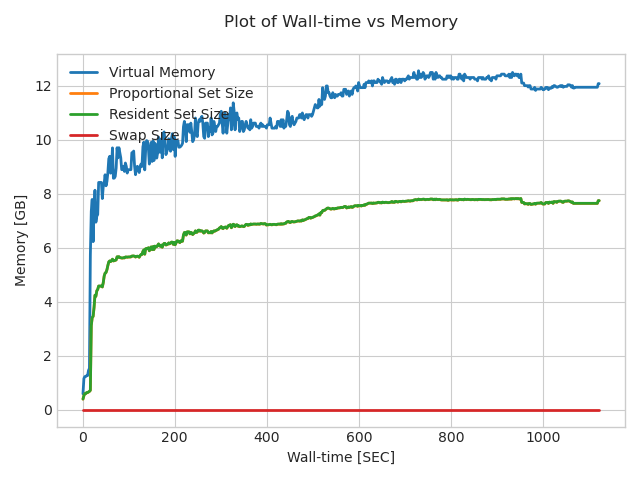 Plot of Wall-time vs Memory
Virtual Memory
Proportional Set Size
Resident Set Size
Swap Size
Memory [GB]
12
10
8
6
4
2
0
0 200 400 600 800 1000
Wall-time [SEC]